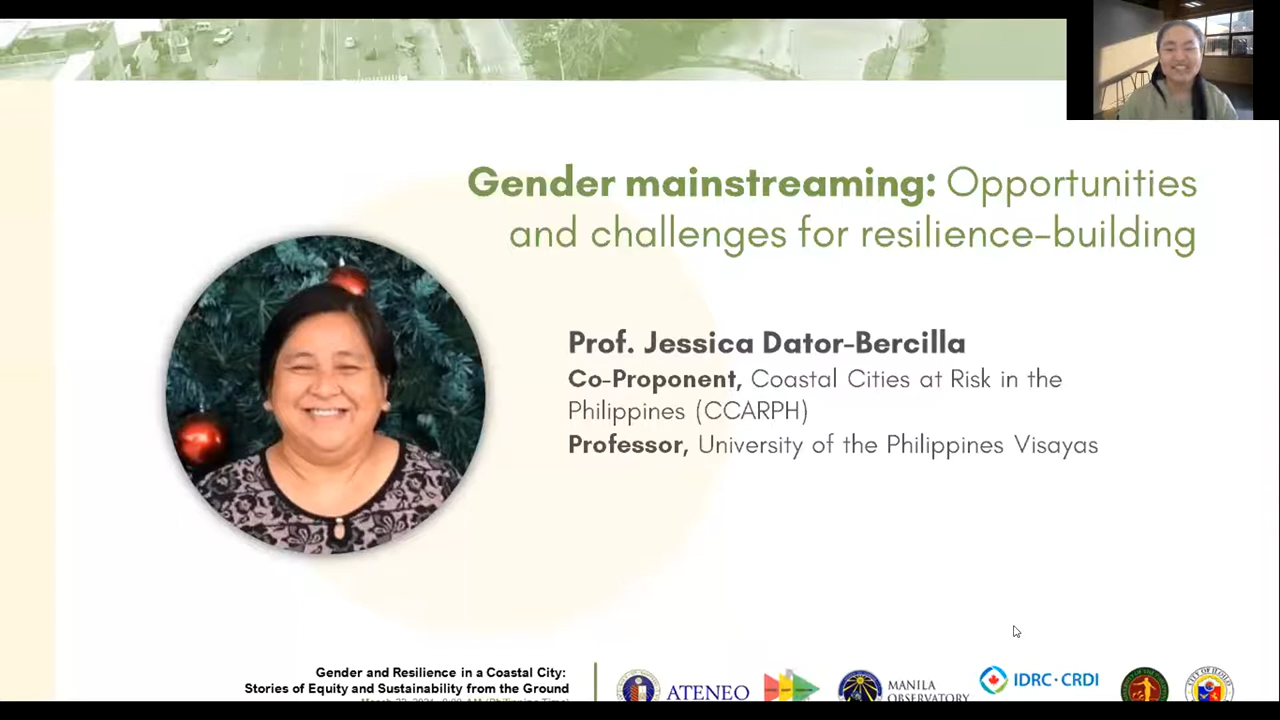 Gender mainstreaming: Opportunities
and challenges for resilience-building
Prof. Jessica Dator-Bercilla
Co-Proponent, Coastal Cities at Risk in the
Philippines (CCARPH)
Professor, University of the Philippines Visayas
Gender and Resilience in a Coastal City:
Stories of Equity and Sustainability from the Ground
ATENEO
MANILA
OBSERVATORY
IDRC · CRDI